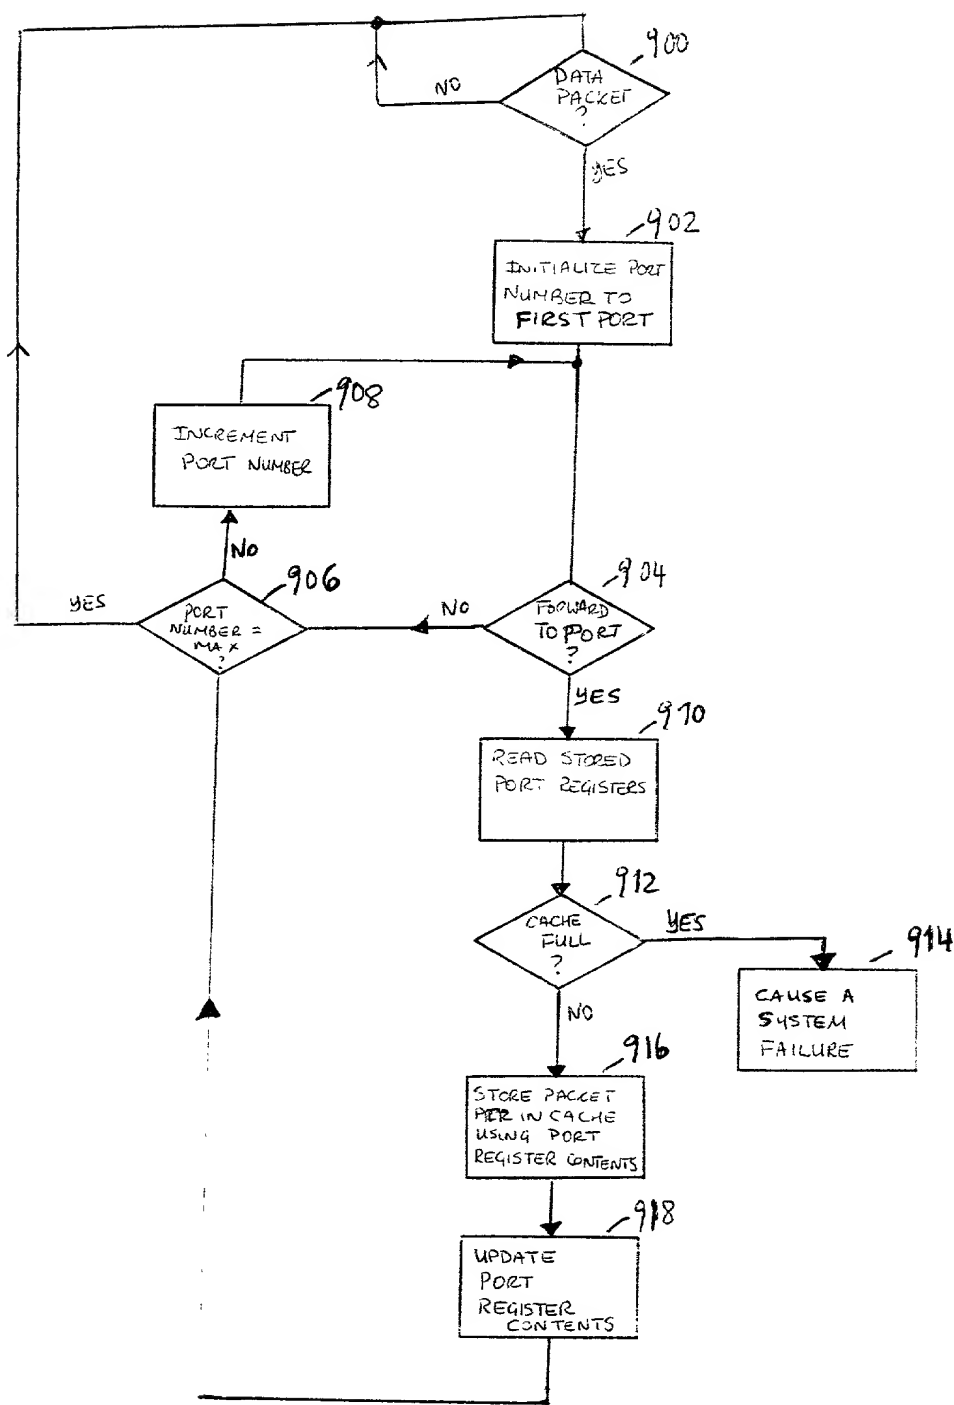 900
DATA
PACKET
?
NO
YES
902
INITIALIZE PORT
NUMBER TO
FIRST PORT
908
INCREMENT
PORT NUMBER
NO
906
904
YES
PORT
NUMBER =
MAX
?
NO
FORWARD
TO PORT
?
YES
910
READ STORED
PORT REGISTERS
912
CACHE
FULL
?
YES
914
CAUSE A
SYSTEM
FAILURE
NO
916
STORE PACKET
PTR IN CACHE
USING PORT
REGISTER CONTENTS
918
UPDATE
PORT
REGISTER
CONTENTS